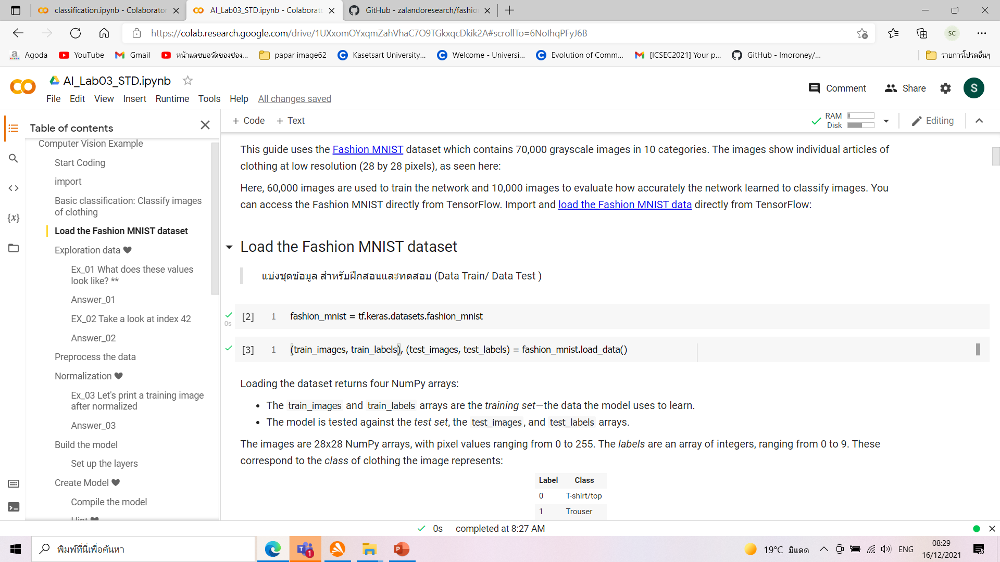 classification.ipynb - Colaborator
AI_Lab03_STD.ipynb - Colaborato
GitHub - zalandoresearch/fashio
https://colab.research.google.com/drive/1UXxomOYxqmZahVhaC7O9TGkxqcDkik2A#scrollTo=6NoIhqPFyJ6B
SC
Agoda
YouTube
Gmail
หน้าแดชบอร์ดของช่อง...
papar image62
Kasetsart University...
Welcome - Universi...
Evolution of Comm...
[ICSEC2021] Your p...
GitHub - lmoroney/...
รายการโปรดอื่นๆ
AI_Lab03_STD.ipynb
File Edit View Insert Runtime Tools Help All changes saved
Comment
Share
S
Table of contents
+ Code + Text
RAM
Disk
Editing
Computer Vision Example
Start Coding
import
Basic classification: Classify images
of clothing
Load the Fashion MNIST dataset
Exploration data 🖤
Ex_01 What does these values
look like? **
Answer_01
EX_02 Take a look at index 42
Answer_02
Preprocess the data
Normalization 🖤
Ex_03 Let's print a training image
after normalized
Answer_03
Build the model
Set up the layers
Create Model 🖤
Compile the model
Hint 🖤
This guide uses the Fashion MNIST dataset which contains 70,000 grayscale images in 10 categories. The images show individual articles of
clothing at low resolution (28 by 28 pixels), as seen here:
Here, 60,000 images are used to train the network and 10,000 images to evaluate how accurately the network learned to classify images. You
can access the Fashion MNIST directly from TensorFlow. Import and load the Fashion MNIST data directly from TensorFlow:
Load the Fashion MNIST dataset
แบ่งชุดข้อมูล สำหรับฝึกสอนและทดสอบ (Data Train/ Data Test )
0s
[2] 1 fashion_mnist = tf.keras.datasets.fashion_mnist
[3] 1 (train_images, train_labels), (test_images, test_labels) = fashion_mnist.load_data()
Loading the dataset returns four NumPy arrays:
• The train_images and train_labels arrays are the training set—the data the model uses to learn.
• The model is tested against the test set, the test_images, and test_labels arrays.
The images are 28x28 NumPy arrays, with pixel values ranging from 0 to 255. The labels are an array of integers, ranging from 0 to 9. These
correspond to the class of clothing the image represents:
Label Class
0 T-shirt/top
1 Trouser
0s completed at 8:27 AM
พิมพ์ที่นี่เพื่อค้นหา
1
19°C มีแดด
ENG
08:29
16/12/2021